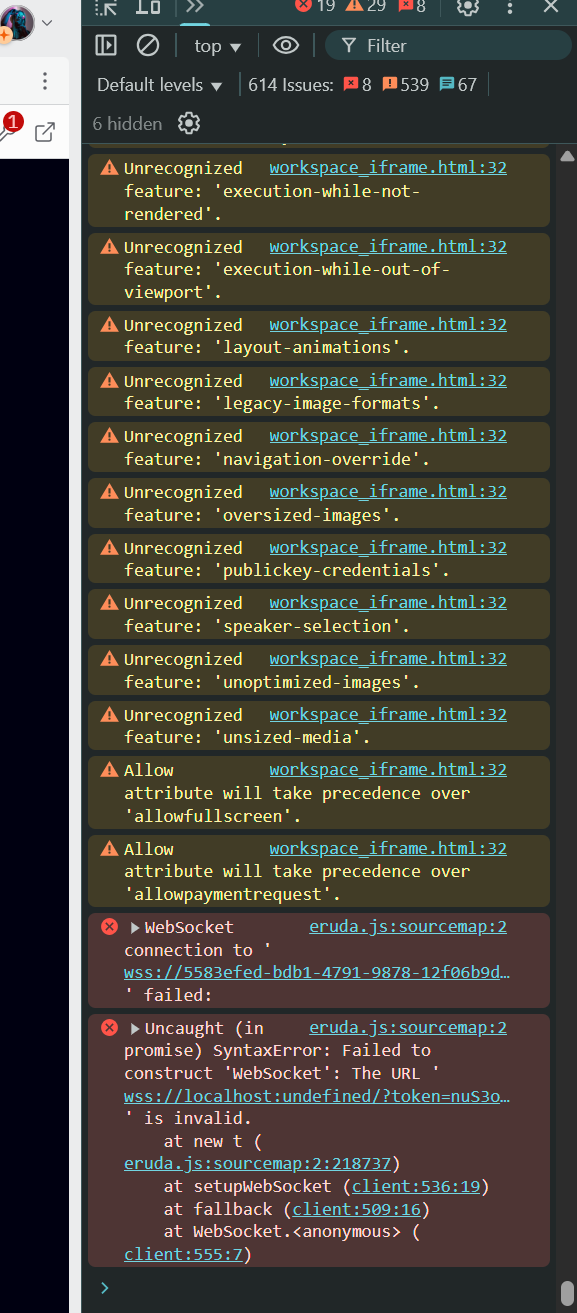 19 29 8
top ▼ Filter
Default levels ▼ 614 Issues: 8 539 67
6 hidden
1
Unrecognized workspace_iframe.html:32
feature: 'execution-while-not-
rendered'.
Unrecognized workspace_iframe.html:32
feature: 'execution-while-out-of-
viewport'.
Unrecognized workspace_iframe.html:32
feature: 'layout-animations'.
Unrecognized workspace_iframe.html:32
feature: 'legacy-image-formats'.
Unrecognized workspace_iframe.html:32
feature: 'navigation-override'.
Unrecognized workspace_iframe.html:32
feature: 'oversized-images'.
Unrecognized workspace_iframe.html:32
feature: 'publickey-credentials'.
Unrecognized workspace_iframe.html:32
feature: 'speaker-selection'.
Unrecognized workspace_iframe.html:32
feature: 'unoptimized-images'.
Unrecognized workspace_iframe.html:32
feature: 'unsized-media'.
Allow workspace_iframe.html:32
attribute will take precedence over
'allowfullscreen'.
Allow workspace_iframe.html:32
attribute will take precedence over
'allowpaymentrequest'.
▶WebSocket eruda.js:sourcemap:2
connection to '
wss://5583efed-bdb1-4791-9878-12f06b9d…
' failed:
▶Uncaught (in eruda.js:sourcemap:2
promise) SyntaxError: Failed to
construct 'WebSocket': The URL '
wss://localhost:undefined/?token=nuS3o…
' is invalid.
at new t (
eruda.js:sourcemap:2:218737)
at setupWebSocket (client:536:19)
at fallback (client:509:16)
at WebSocket.<anonymous> (
client:555:7)